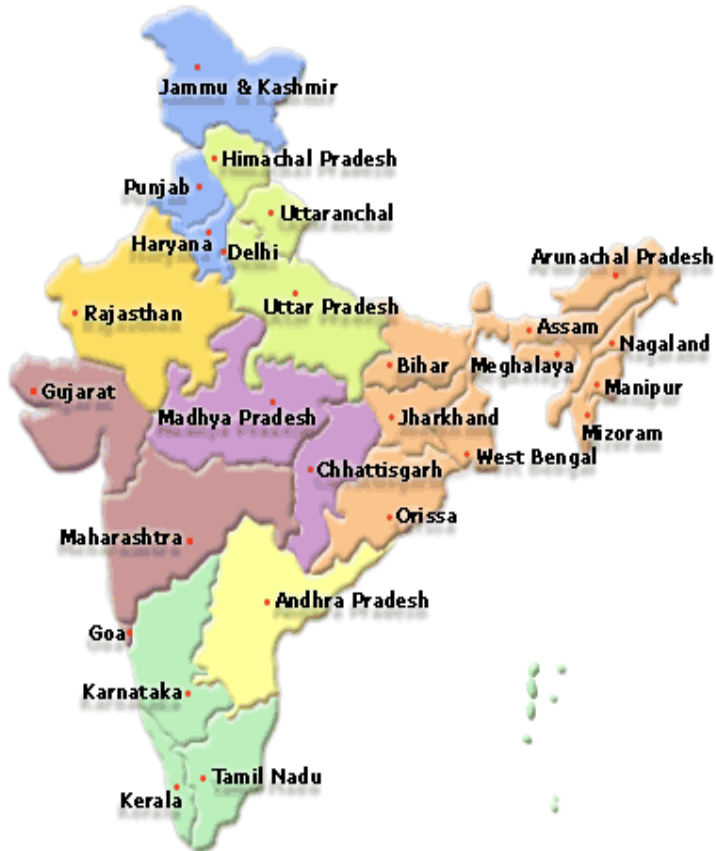 Jammu & Kashmir
Himachal Pradesh
Punjab
Uttaranchal
Haryana
Delhi
Arunachal Pradesh
Rajasthan
Uttar Pradesh
Assam
Nagaland
Bihar
Meghalaya
Gujarat
Manipur
Madhya Pradesh
Jharkhand
Mizoram
West Bengal
Chhattisgarh
Orissa
Maharashtra
Andhra Pradesh
Goa
Karnataka
Tamil Nadu
Kerala